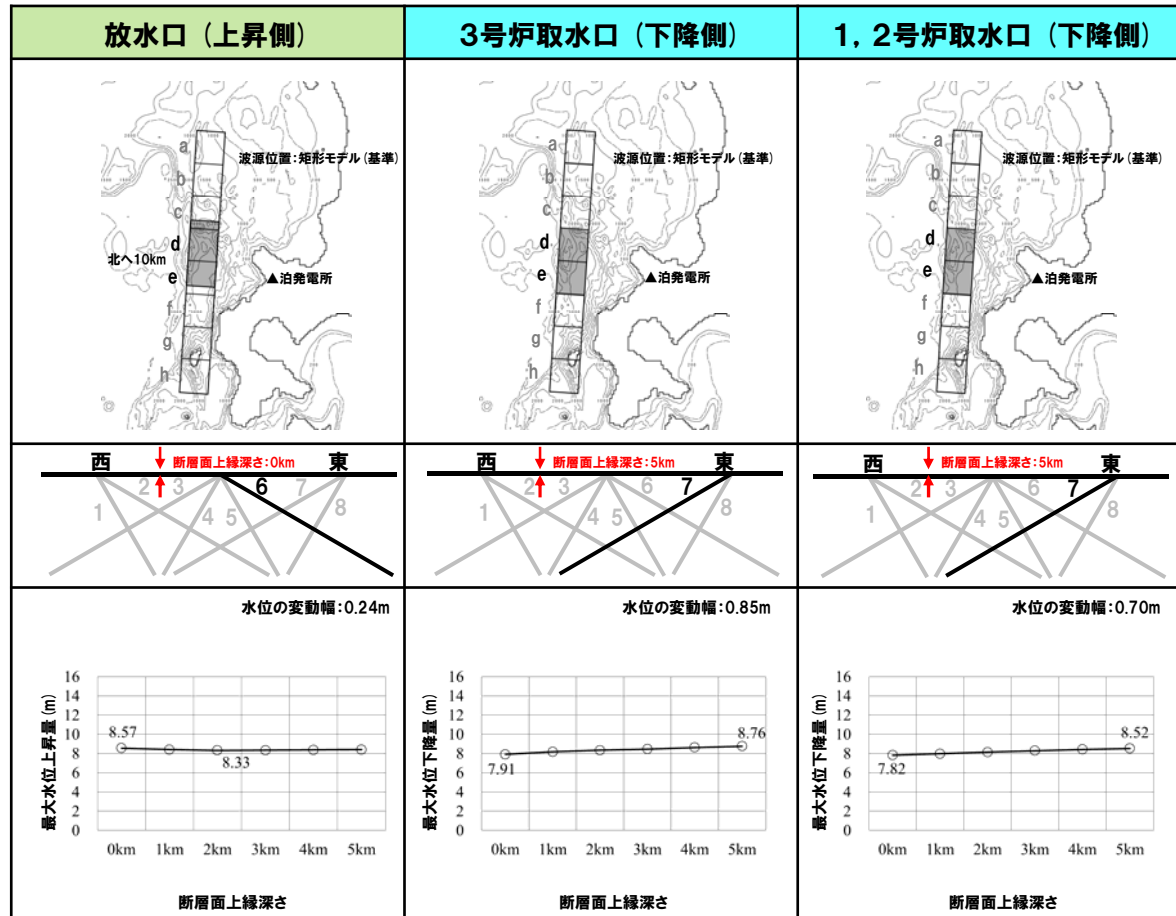 放水口（上昇側）
3号炉取水口（下降側）
1，2号炉取水口（下降側）
a
波源位置：矩形モデル（基準）
b
c
d
北へ10km
e
▲泊発電所
f
g
h
a
波源位置：矩形モデル（基準）
b
c
d
e
▲泊発電所
f
g
h
a
波源位置：矩形モデル（基準）
b
c
d
e
▲泊発電所
f
g
h
西
断層面上縁深さ：0km
東
1
2
3
4
5
6
7
8
西
断層面上縁深さ：5km
東
1
2
3
4
5
6
7
8
西
断層面上縁深さ：5km
東
1
2
3
4
5
6
7
8
水位の変動幅：0.24m
最大水位上昇量（m）
16
14
12
10
8
6
4
2
0
8.57
8.33
0km 1km 2km 3km 4km 5km
断層面上縁深さ
水位の変動幅：0.85m
最大水位下降量（m）
16
14
12
10
8
6
4
2
0
7.91
8.76
0km 1km 2km 3km 4km 5km
断層面上縁深さ
水位の変動幅：0.70m
最大水位下降量（m）
16
14
12
10
8
6
4
2
0
7.82
8.52
0km 1km 2km 3km 4km 5km
断層面上縁深さ